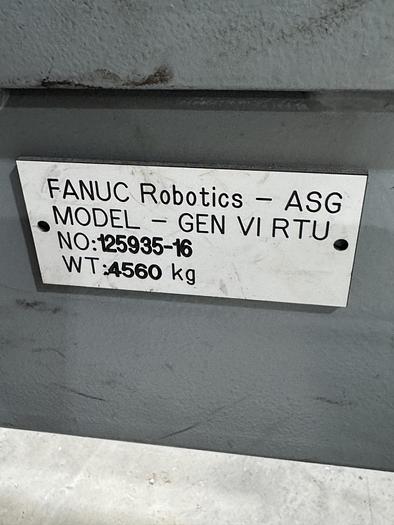 FANUC Robotics - ASG
MODEL - GEN VI RTU
NO:125935-16
WT:4560 kg